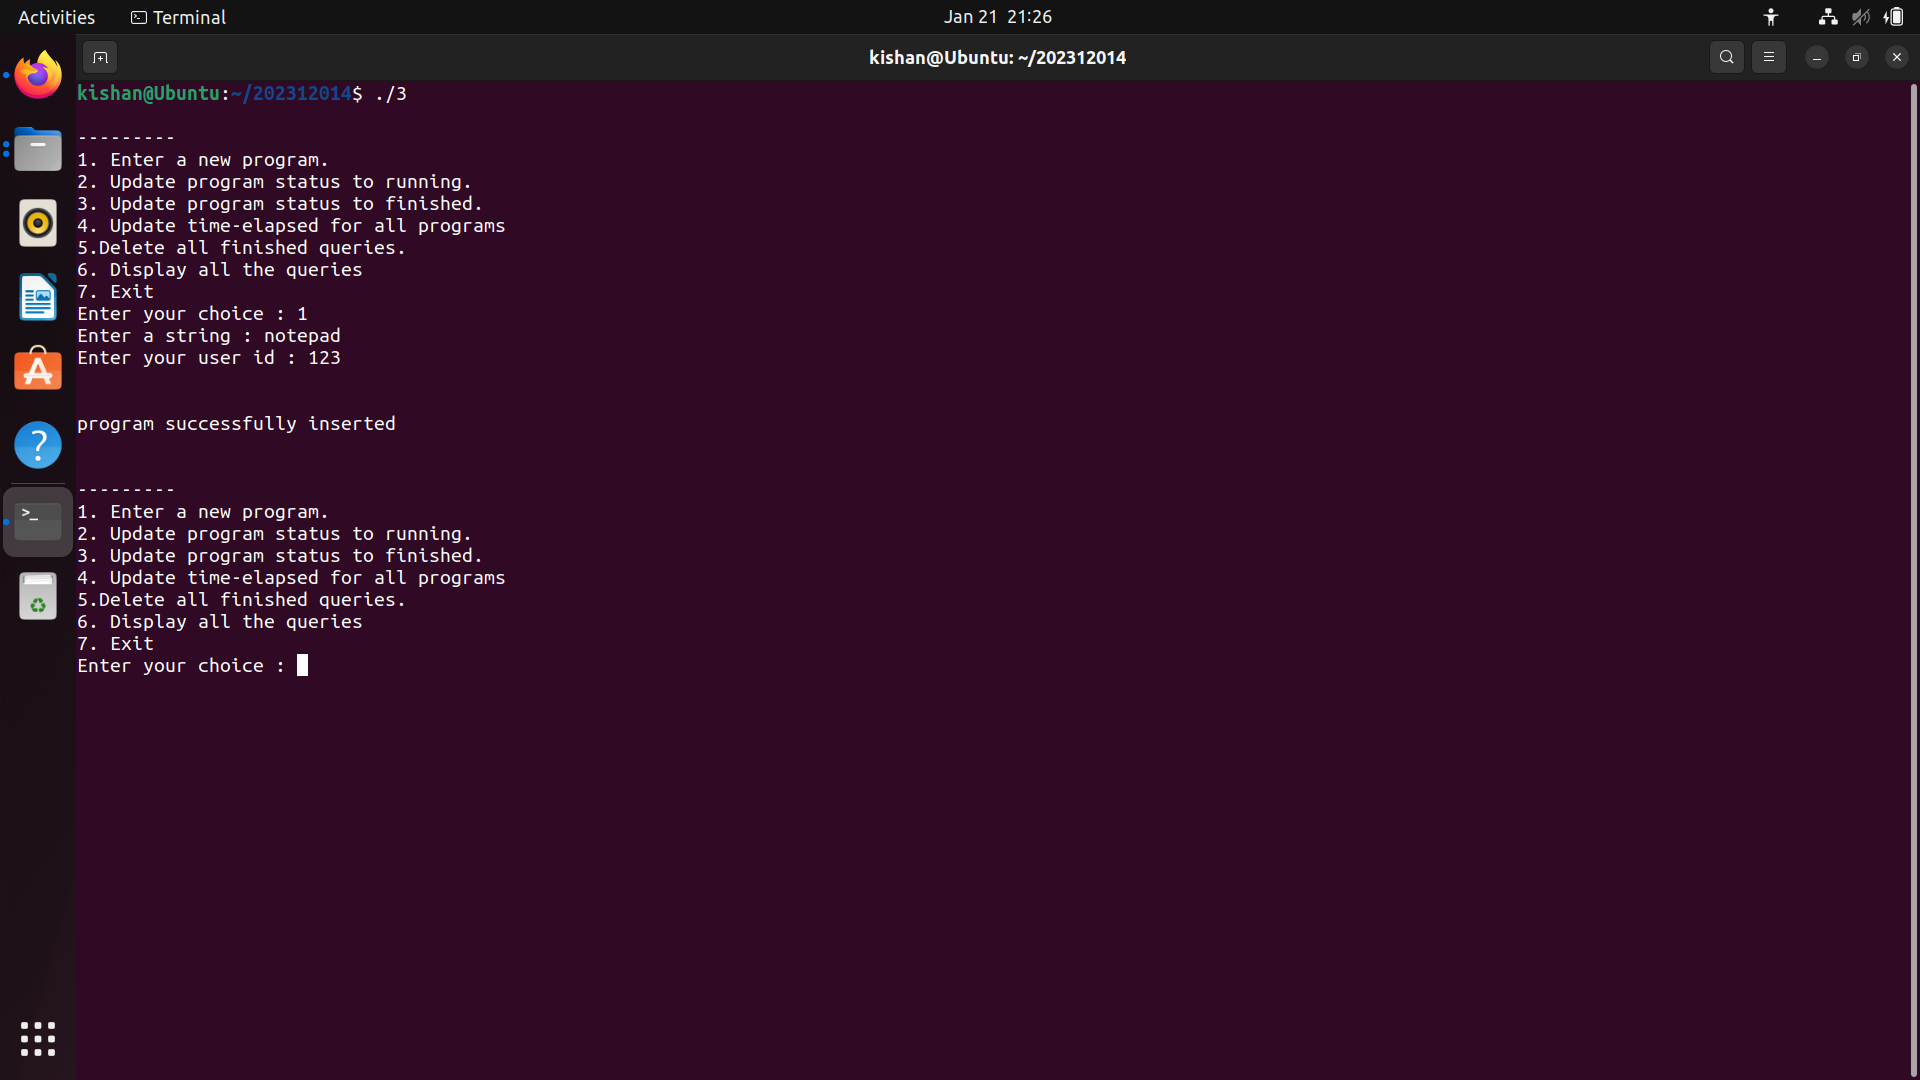 Activities Terminal Jan 21 21:26
kishan@Ubuntu: ~/202312014
kishan@Ubuntu:~/202312014$ ./3
---------
1. Enter a new program.
2. Update program status to running.
3. Update program status to finished.
4. Update time-elapsed for all programs
5.Delete all finished queries.
6. Display all the queries
7. Exit
Enter your choice : 1
Enter a string : notepad
Enter your user id : 123
program successfully inserted
---------
1. Enter a new program.
2. Update program status to running.
3. Update program status to finished.
4. Update time-elapsed for all programs
5.Delete all finished queries.
6. Display all the queries
7. Exit
Enter your choice :